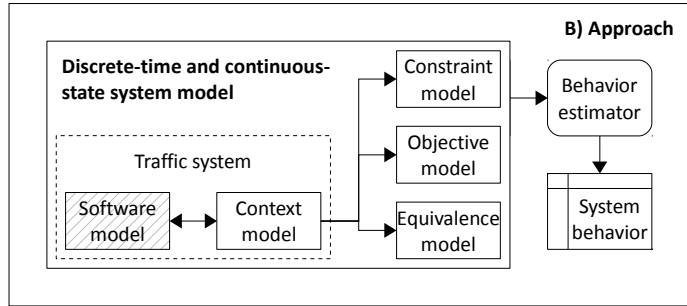 B) Approach
Discrete-time and continuous-
state system model
Constraint
model
Behavior
estimator
Traffic system
Objective
model
Software
model
Context
model
Equivalence
model
System
behavior